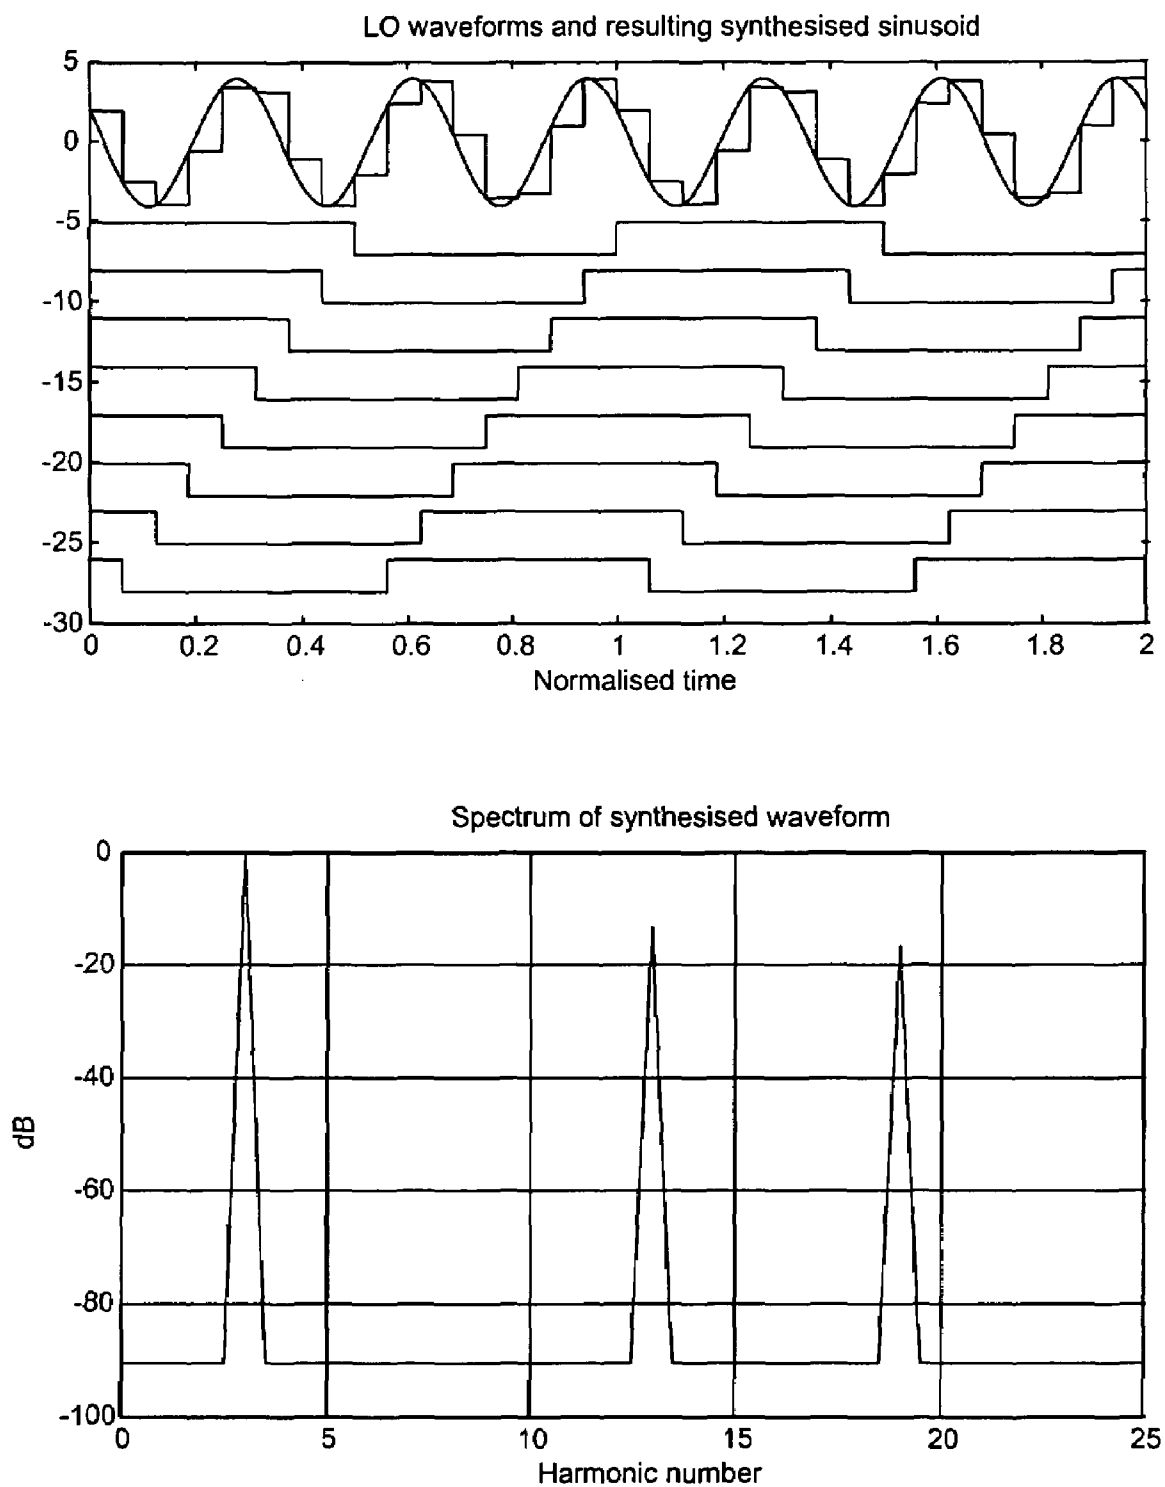 LO waveforms and resulting synthesised sinusoid
5
0
-5
-10
-15
-20
-25
-30
0 0.2 0.4 0.6 0.8 1 1.2 1.4 1.6 1.8 2
Normalised time
Spectrum of synthesised waveform
0
-20
-40
-60
-80
-100
dB
0 5 10 15 20 25
Harmonic number